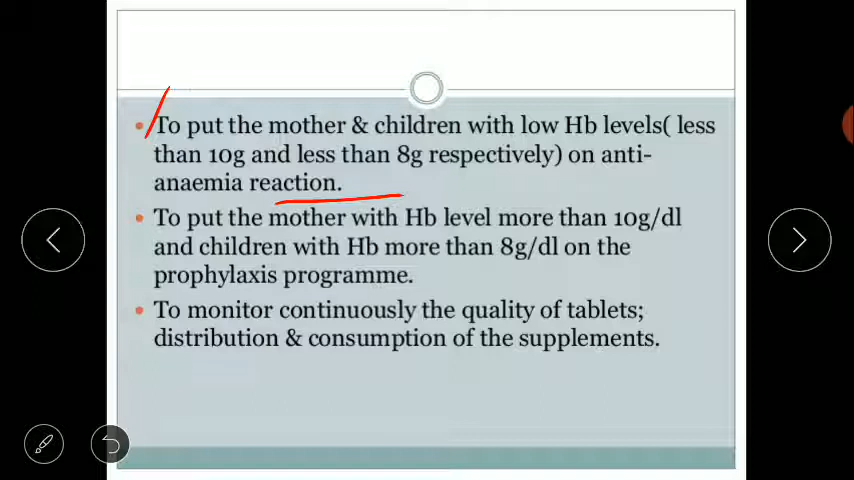 • To put the mother & children with low Hb levels( less
than 10g and less than 8g respectively) on anti-
anaemia reaction.
• To put the mother with Hb level more than 10g/dl
and children with Hb more than 8g/dl on the
prophylaxis programme.
• To monitor continuously the quality of tablets;
distribution & consumption of the supplements.